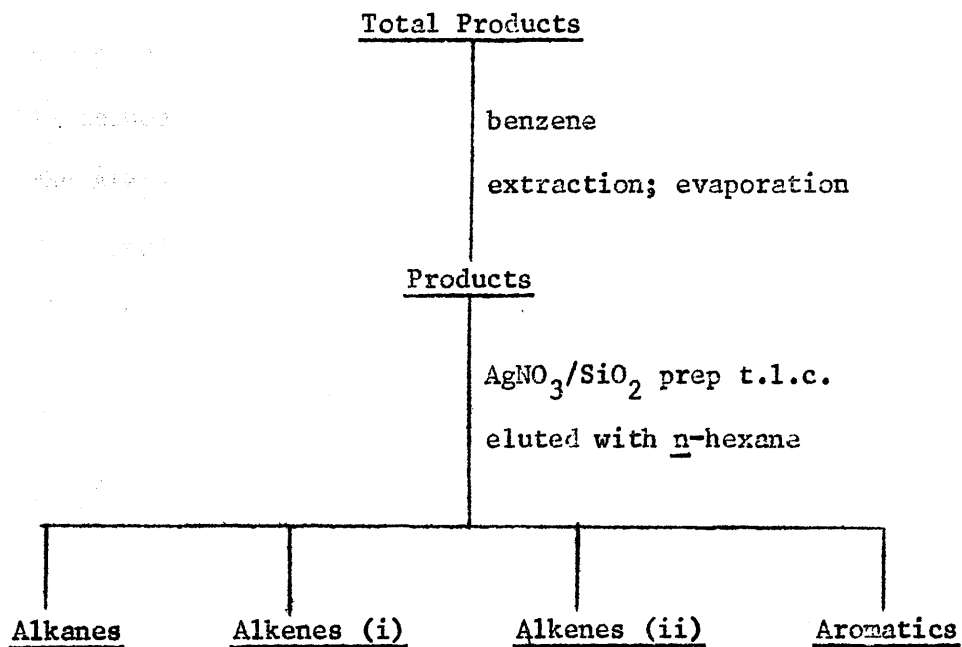 Total Products
benzene
extraction; evaporation
Products
AgNO3/SiO2 prep t.l.c.
eluted with n-hexane
Alkanes Alkenes (i) Alkenes (ii) Aromatics